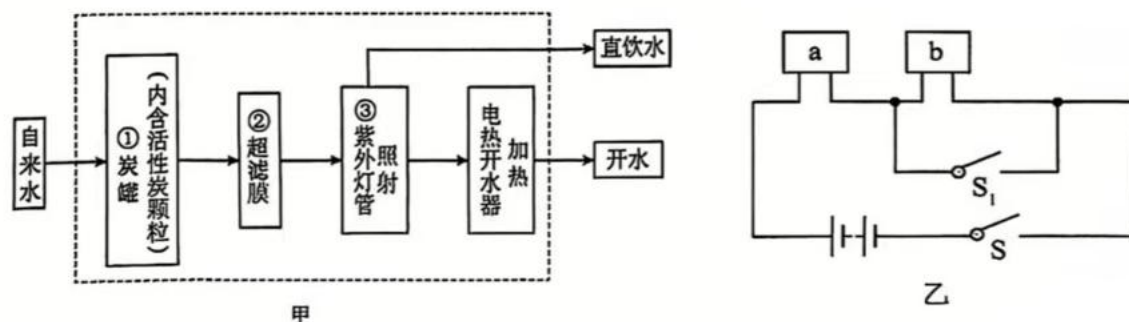 自来水
①炭罐
(内含活性炭颗粒)
②超滤膜
③紫外灯管
照射
电热开水器
加热
直饮水
开水
甲
a
b
S₁
S
乙